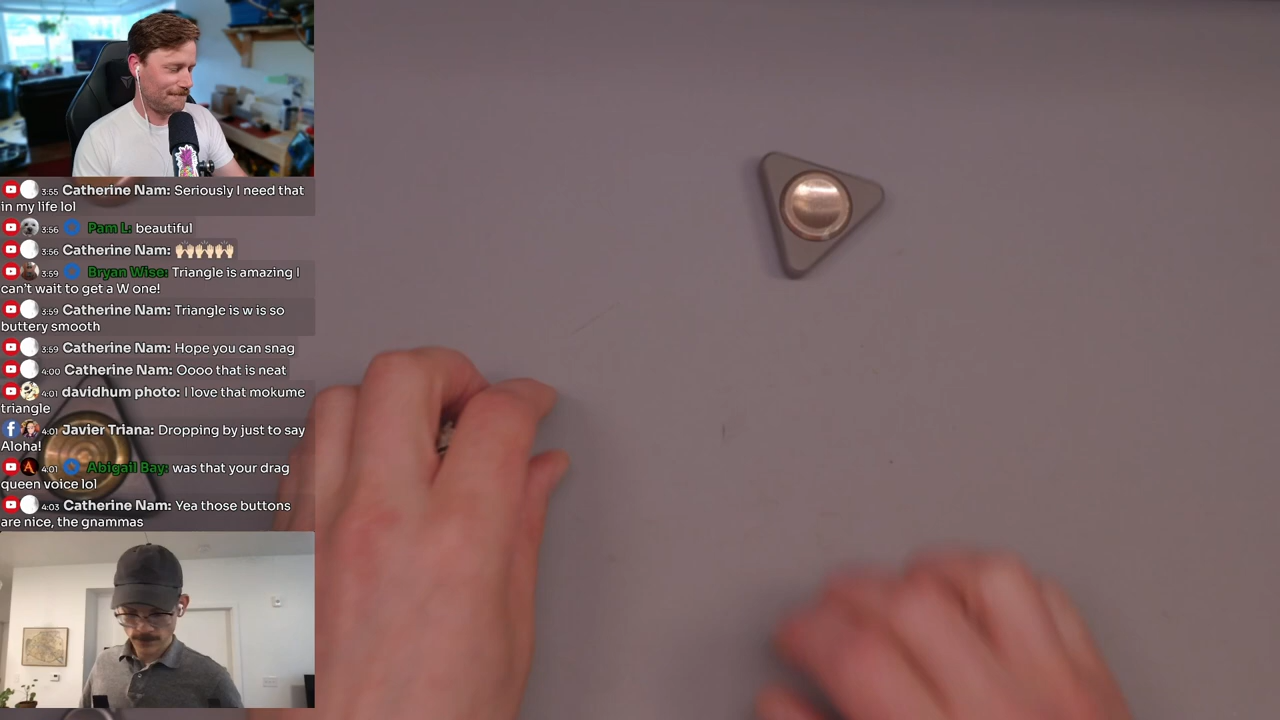 3:55 Catherine Nam: Seriously I need that
in my life lol
3:56 Pam L: beautiful
3:56 Catherine Nam: 🙌🏻🙌🏻🙌🏻
3:59 Bryan Wise: Triangle is amazing I
can't wait to get a W one!
3:59 Catherine Nam: Triangle is w is so
buttery smooth
3:59 Catherine Nam: Hope you can snag
4:00 Catherine Nam: Oooo that is neat
4:01 davidhum photo: I love that mokume
triangle
4:01 Javier Triana: Dropping by just to say
Aloha!
4:01 Abigail Bay: was that your drag
queen voice lol
4:03 Catherine Nam: Yea those buttons
are nice, the gnammas